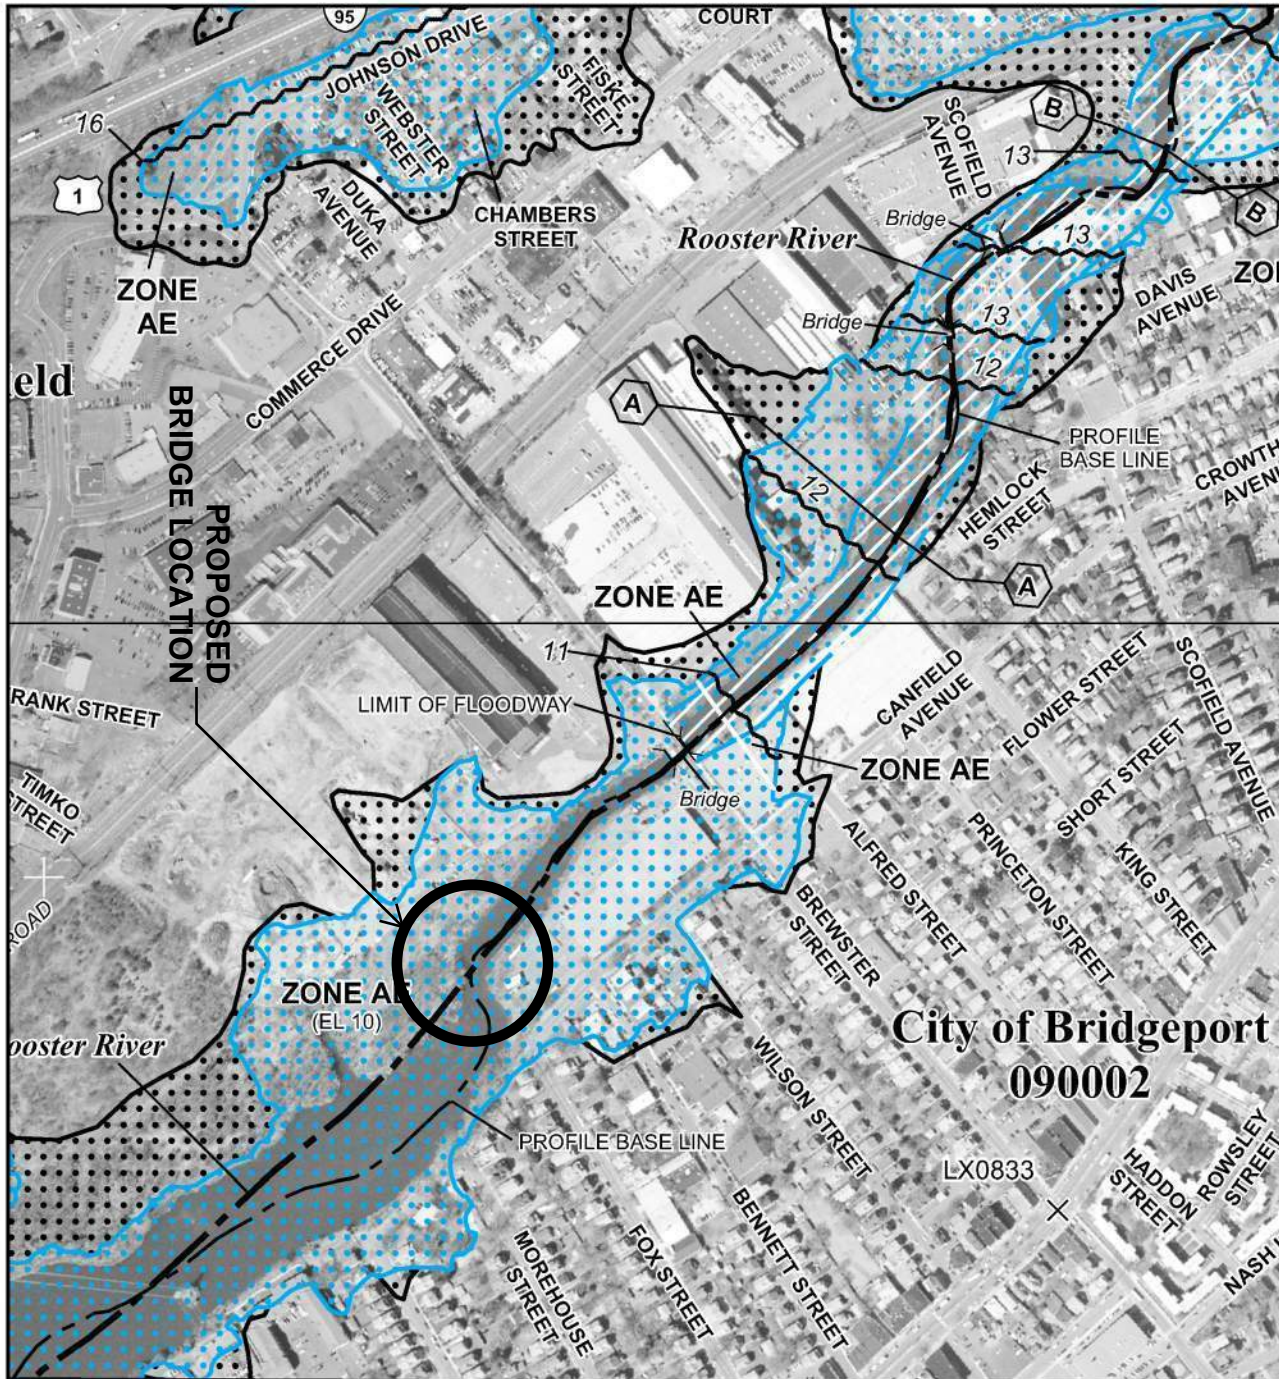 95
COURT
JOHNSON DRIVE
FISKE
STREET
WEBSTER
STREET
16
1
DUKA
AVENUE
CHAMBERS
STREET
SCOFIELD
AVENUE
B
13
B
Bridge
Rooster River
13
ZONE
AE
DAVIS
AVENUE
ZON
COMMERCE DRIVE
Bridge
13
12
eld
A
PROFILE
BASE LINE
CROWTH
AVENU
12
HEMLOCK
STREET
PROPOSED
BRIDGE LOCATION
A
ZONE AE
11
RANK STREET
LIMIT OF FLOODWAY
CANFIELD
AVENUE
FLOWER STREET
SCOFIELD AVENUE
ZONE AE
SHORT STREET
TIMKO
STREET
Bridge
ALFRED STREET
PRINCETON STREET
KING STREET
BREWSTER
STREET
ROAD
ZONE AE
(EL 10)
ooster River
City of Bridgeport
090002
WILSON STREET
PROFILE BASE LINE
LX0833
HADDON
STREET
ROWSLEY
STREET
BENNETT STREET
FOX STREET
MOREHOUSE
STREET
NASH